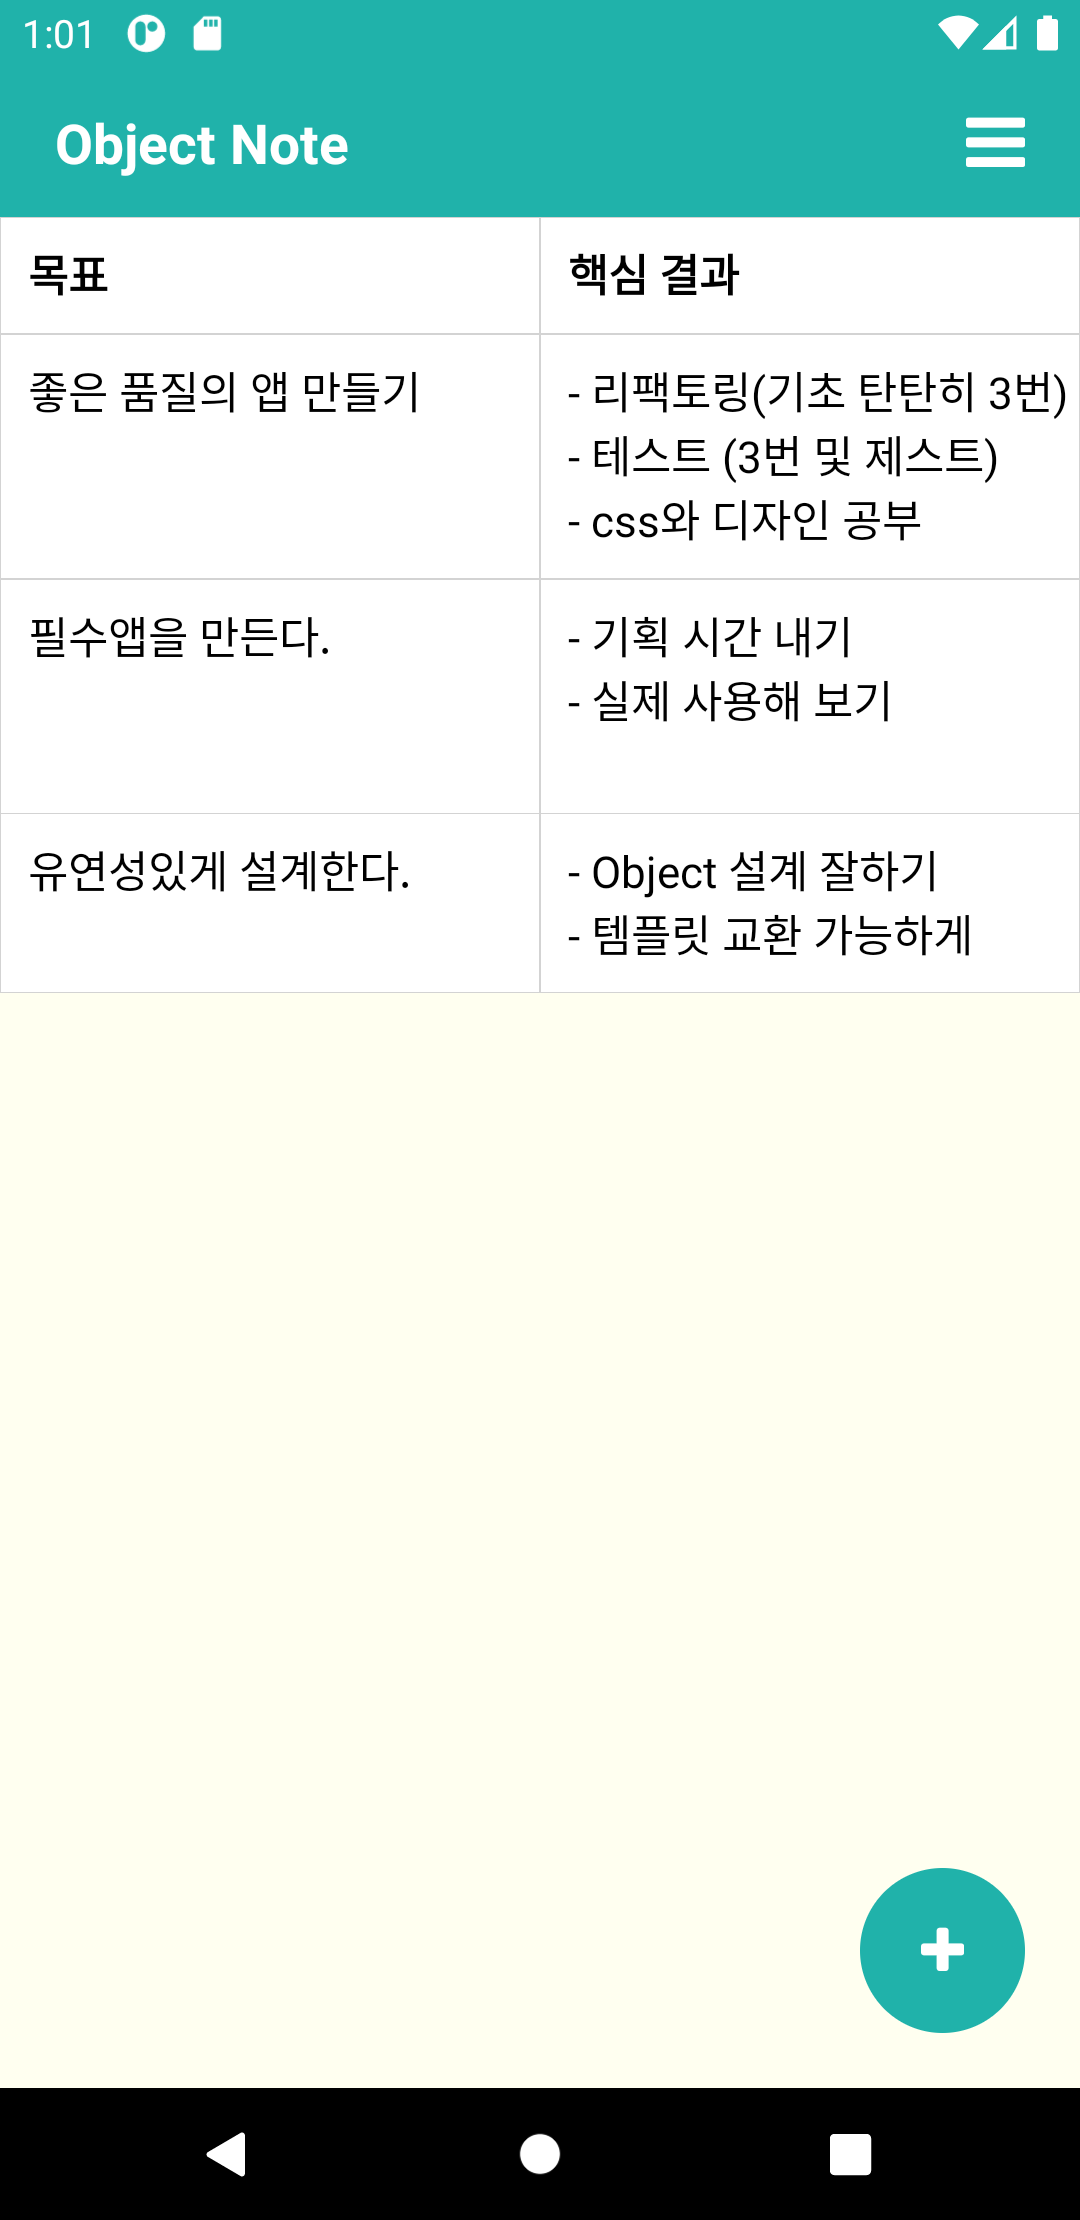 1:01
Object Note
목표
핵심 결과
좋은 품질의 앱 만들기
- 리팩토링(기초 탄탄히 3번)
- 테스트 (3번 및 제스트)
- css와 디자인 공부
필수앱을 만든다.
- 기획 시간 내기
- 실제 사용해 보기
유연성있게 설계한다.
- Object 설계 잘하기
- 템플릿 교환 가능하게